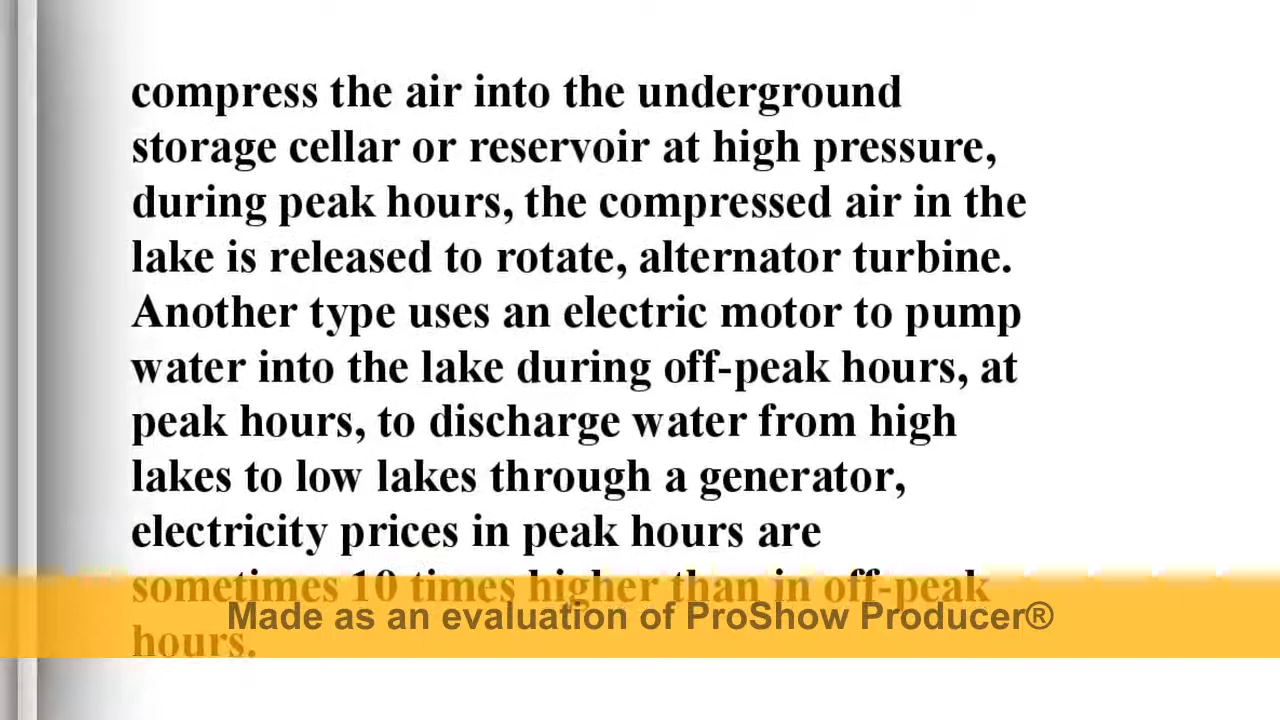 compress the air into the underground
storage cellar or reservoir at high pressure,
during peak hours, the compressed air in the
lake is released to rotate, alternator turbine.
Another type uses an electric motor to pump
water into the lake during off-peak hours, at
peak hours, to discharge water from high
lakes to low lakes through a generator,
electricity prices in peak hours are
sometimes 10 times higher than in off-peak
Made as an evaluation of ProShow Producer®
hours.